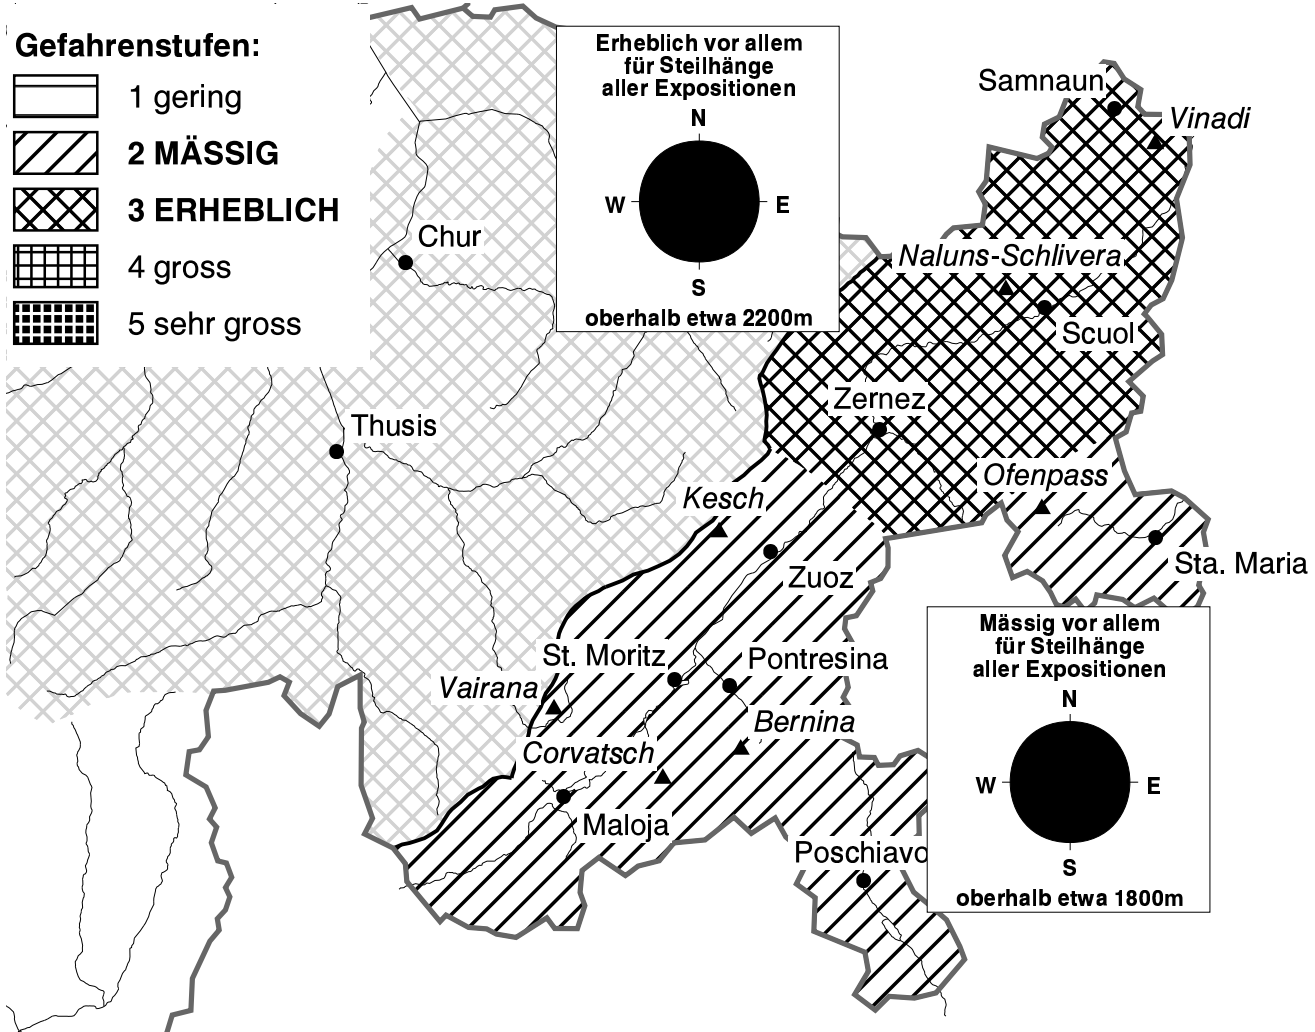 Gefahrenstufen:
1 gering
2 MÄSSIG
3 ERHEBLICH
4 gross
5 sehr gross
Erheblich vor allem
für Steilhänge
aller Expositionen
N
W
E
S
oberhalb etwa 2200m
Samnaun
Vinadi
Chur
Naluns-Schlivera
Scuol
Zernez
Thusis
Ofenpass
Kesch
Sta. Maria
Zuoz
St. Moritz
Pontresina
Vairana
Bernina
Corvatsch
Maloja
Poschiavo
Mässig vor allem
für Steilhänge
aller Expositionen
N
W
E
S
oberhalb etwa 1800m